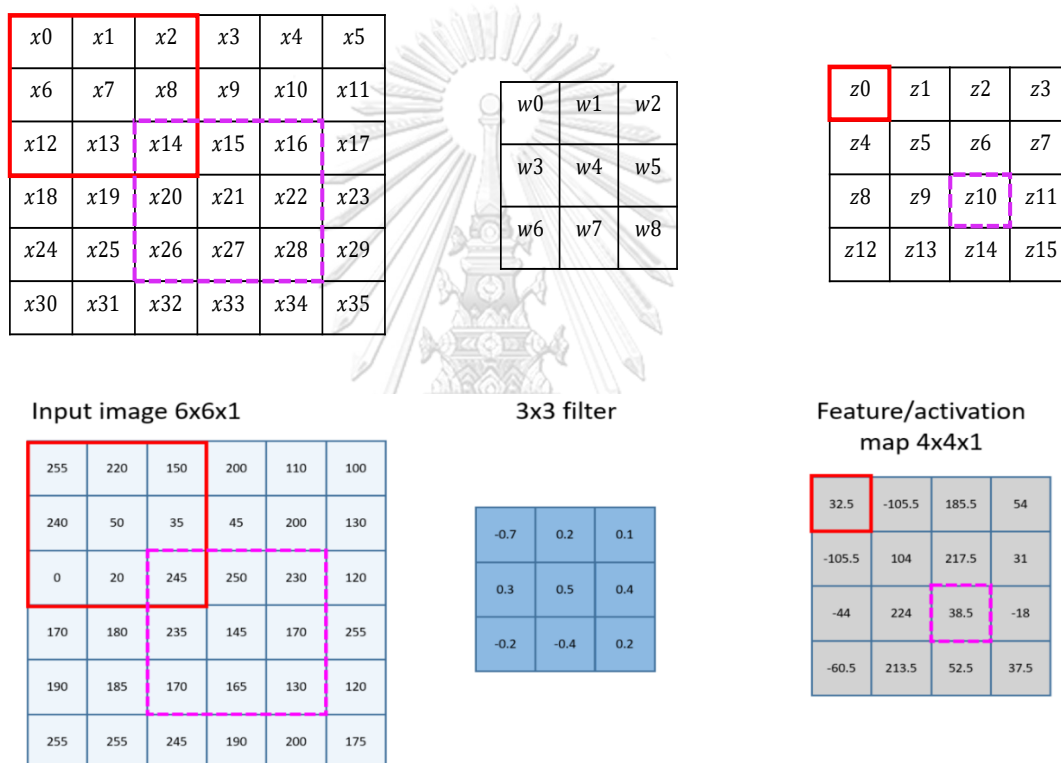 x0 x1 x2 x3 x4 x5
x6 x7 x8 x9 x10 x11
x12 x13 x14 x15 x16 x17
x18 x19 x20 x21 x22 x23
x24 x25 x26 x27 x28 x29
x30 x31 x32 x33 x34 x35
w0 w1 w2
w3 w4 w5
w6 w7 w8
z0 z1 z2 z3
z4 z5 z6 z7
z8 z9 z10 z11
z12 z13 z14 z15
Input image 6x6x1
255 220 150 200 110 100
240 50 35 45 200 130
0 20 245 250 230 120
170 180 235 145 170 255
190 185 170 165 130 120
255 255 245 190 200 175
3x3 filter
-0.7 0.2 0.1
0.3 0.5 0.4
-0.2 -0.4 0.2
Feature/activation
map 4x4x1
32.5 -105.5 185.5 54
-105.5 104 217.5 31
-44 224 38.5 -18
-60.5 213.5 52.5 37.5